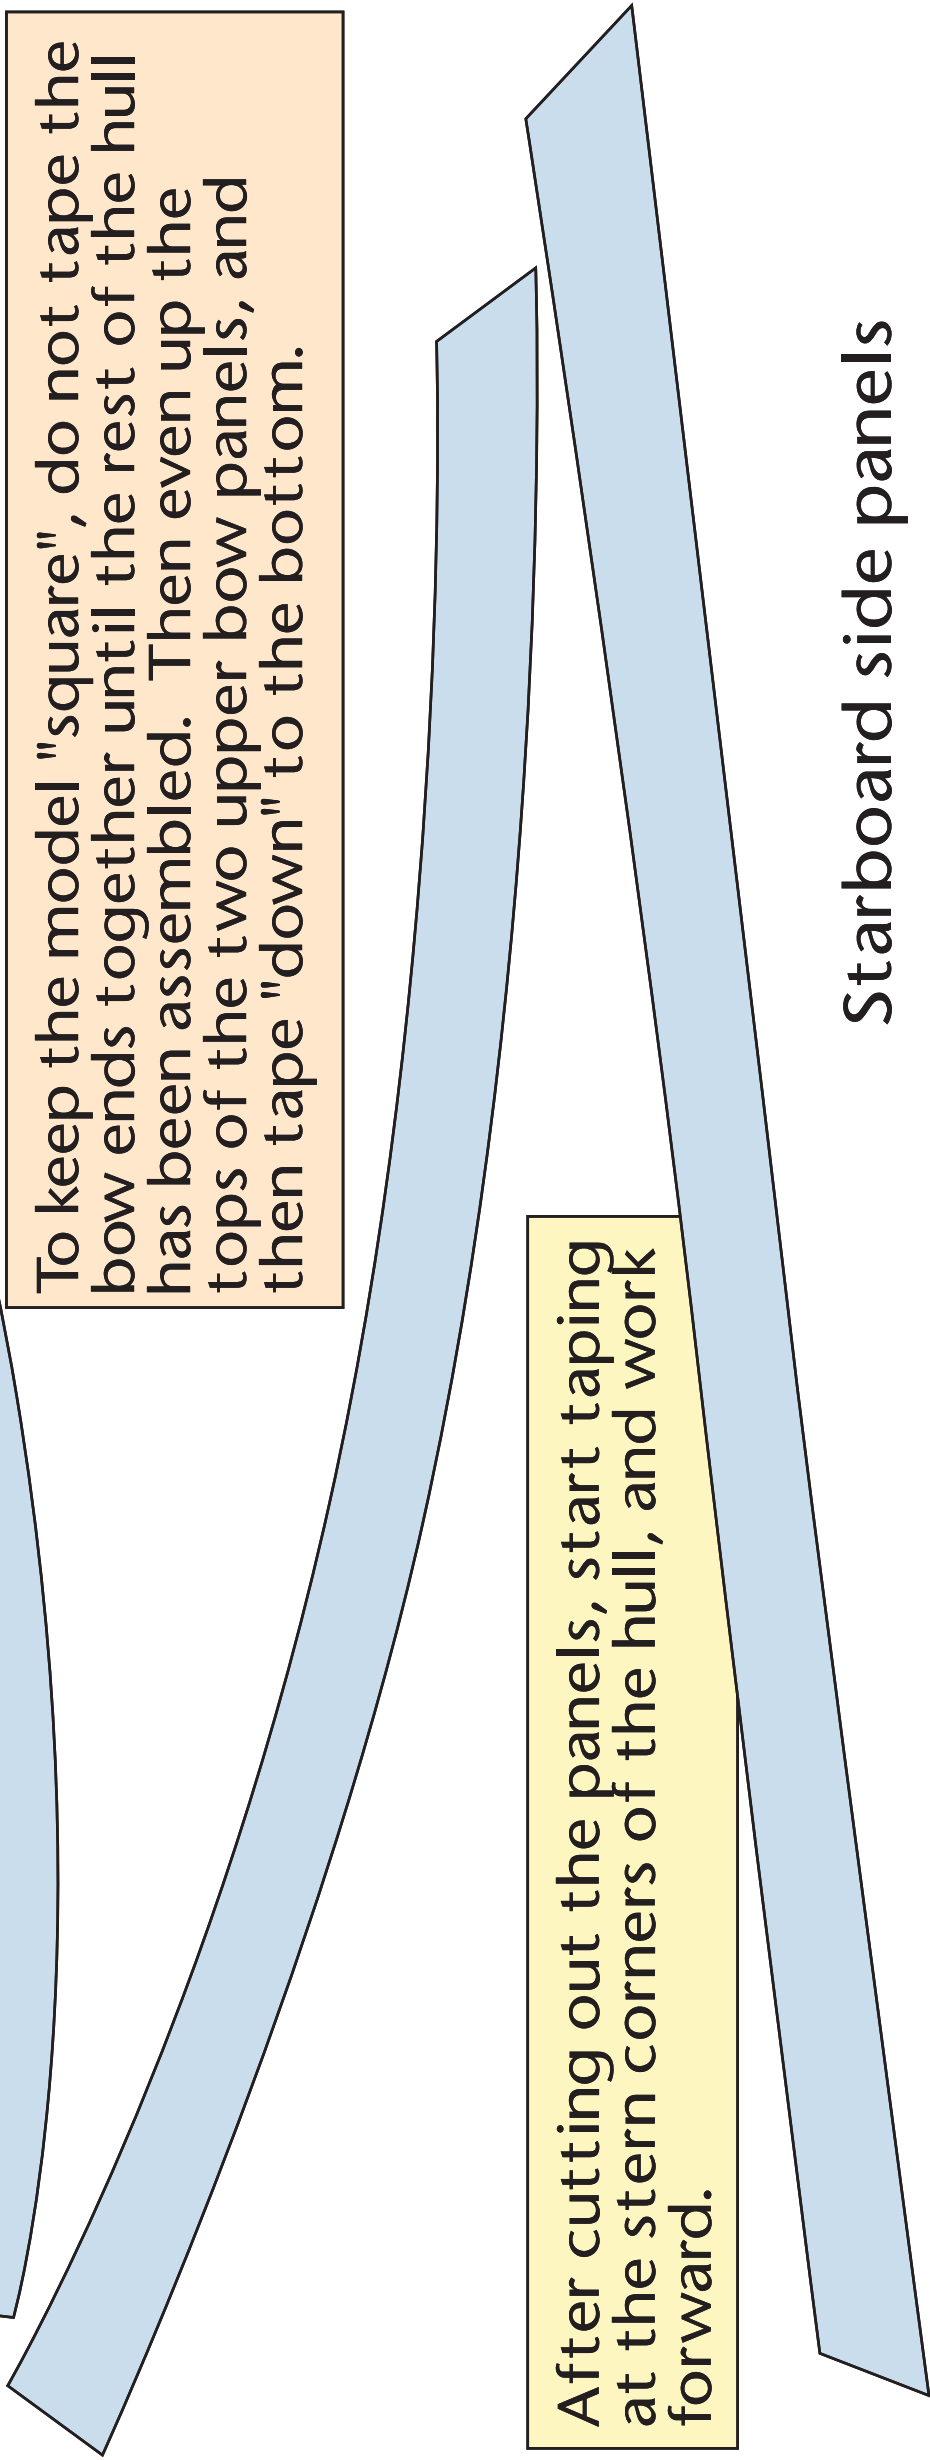 To keep the model "square", do not tape the
bow ends together until the rest of the hull
has been assembled.  Then even up the
tops of the two upper bow panels, and
then tape "down" to the bottom.
After cutting out the panels, start taping
at the stern corners of the hull, and work
forward.
Starboard side panels